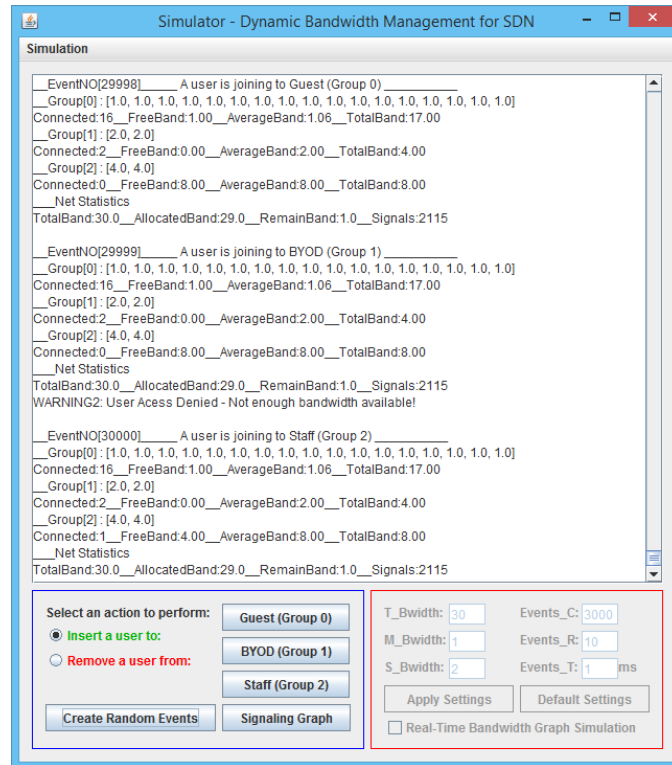 Simulator - Dynamic Bandwidth Management for SDN
Simulation
__EventNO[29998]______ A user is joining to Guest (Group 0) ___________
__Group[0] : [1.0, 1.0, 1.0, 1.0, 1.0, 1.0, 1.0, 1.0, 1.0, 1.0, 1.0, 1.0, 1.0, 1.0, 1.0, 1.0, 1.0]
Connected:16__FreeBand:1.00__AverageBand:1.06__TotalBand:17.00
__Group[1] : [2.0, 2.0]
Connected:2__FreeBand:0.00__AverageBand:2.00__TotalBand:4.00
__Group[2] : [4.0, 4.0]
Connected:0__FreeBand:8.00__AverageBand:8.00__TotalBand:8.00
___Net Statistics
TotalBand:30.0__AllocatedBand:29.0__RemainBand:1.0__Signals:2115
__EventNO[29999]______ A user is joining to BYOD (Group 1) ___________
__Group[0] : [1.0, 1.0, 1.0, 1.0, 1.0, 1.0, 1.0, 1.0, 1.0, 1.0, 1.0, 1.0, 1.0, 1.0, 1.0, 1.0, 1.0]
Connected:16__FreeBand:1.00__AverageBand:1.06__TotalBand:17.00
__Group[1] : [2.0, 2.0]
Connected:2__FreeBand:0.00__AverageBand:2.00__TotalBand:4.00
__Group[2] : [4.0, 4.0]
Connected:0__FreeBand:8.00__AverageBand:8.00__TotalBand:8.00
___Net Statistics
TotalBand:30.0__AllocatedBand:29.0__RemainBand:1.0__Signals:2115
WARNING2: User Acess Denied - Not enough bandwidth available!
__EventNO[30000]______ A user is joining to Staff (Group 2) ___________
__Group[0] : [1.0, 1.0, 1.0, 1.0, 1.0, 1.0, 1.0, 1.0, 1.0, 1.0, 1.0, 1.0, 1.0, 1.0, 1.0, 1.0, 1.0]
Connected:16__FreeBand:1.00__AverageBand:1.06__TotalBand:17.00
__Group[1] : [2.0, 2.0]
Connected:2__FreeBand:0.00__AverageBand:2.00__TotalBand:4.00
__Group[2] : [4.0, 4.0]
Connected:1__FreeBand:4.00__AverageBand:8.00__TotalBand:8.00
___Net Statistics
TotalBand:30.0__AllocatedBand:29.0__RemainBand:1.0__Signals:2115
Select an action to perform:
Insert a user to:
Remove a user from:
Create Random Events
Guest (Group 0)
BYOD (Group 1)
Staff (Group 2)
Signaling Graph
T_Bwidth: 30 Events_C: 3000
M_Bwidth: 1 Events_R: 10
S_Bwidth: 2 Events_T: 1 ms
Apply Settings Default Settings
Real-Time Bandwidth Graph Simulation